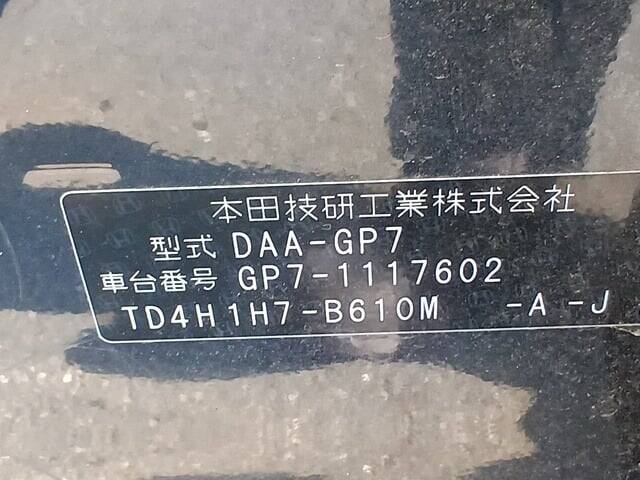 本田技研工業株式会社
型式 DAA-GP7
車台番号 GP7-1117602
TD4H1H7-B610M -A -J